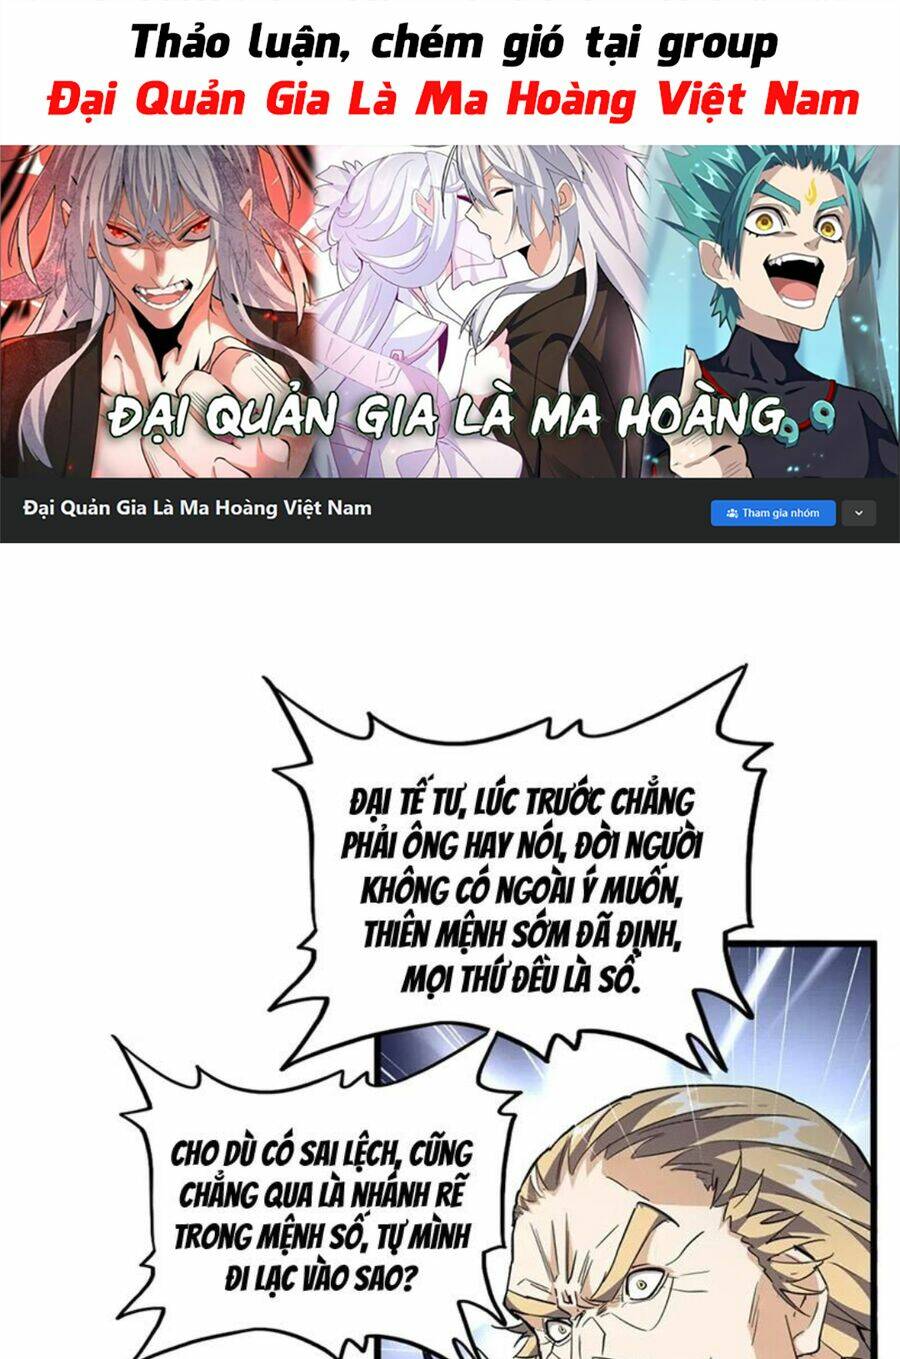 Thảo luận, chém gió tại group
Đại Quản Gia Là Ma Hoàng Việt Nam
ĐẠI QUẢN GIA LÀ MA HOÀNG
Đại Quản Gia Là Ma Hoàng Việt Nam
Tham gia nhóm
ĐẠI TẾ TƯ, LÚC TRƯỚC CHẲNG
PHẢI ÔNG HAY NÓI, ĐỜI NGƯỜI
KHÔNG CÓ NGOÀI Ý MUỐN,
THIÊN MỆNH SỚM ĐÃ ĐỊNH,
MỌI THỨ ĐỀU LÀ SỐ.
CHO DÙ CÓ SAI LỆCH, CŨNG
CHẲNG QUA LÀ NHÁNH RẼ
TRONG MỆNH SỐ, TỰ MÌNH
ĐI LẠC VÀO SAO?